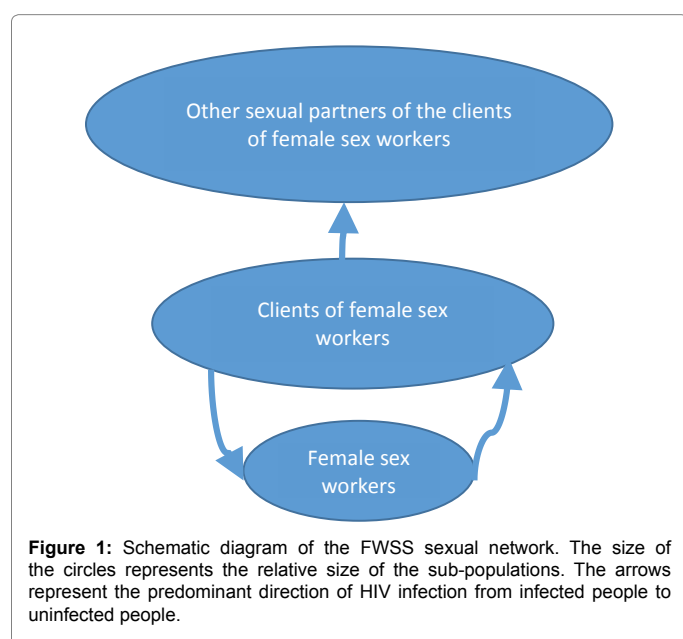 Other sexual partners of the clients
of female sex workers
Clients of female sex
workers
Female sex
workers
Figure 1: Schematic diagram of the FWSS sexual network. The size of
the circles represents the relative size of the sub-populations. The arrows
represent the predominant direction of HIV infection from infected people to
uninfected people.